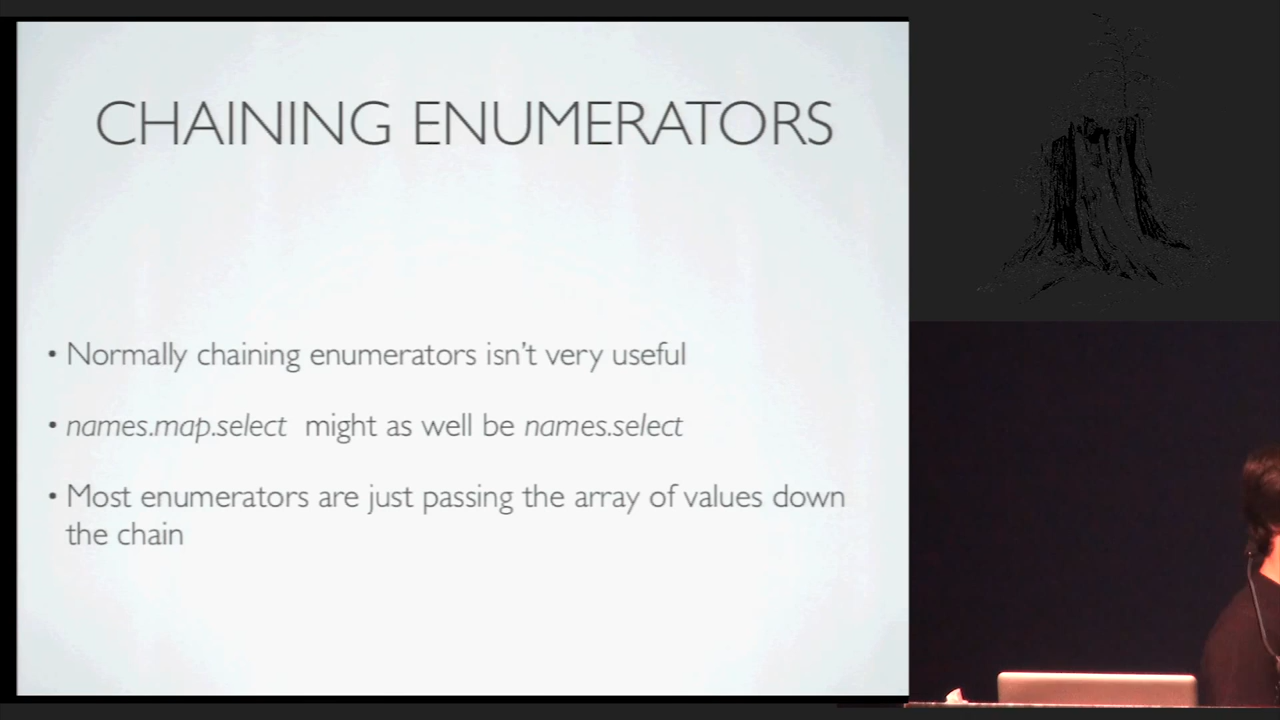 CHAINING ENUMERATORS
• Normally chaining enumerators isn't very useful
• names.map.select might as well be names.select
• Most enumerators are just passing the array of values down
the chain